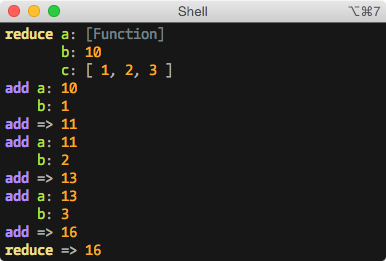 Shell
⌥⌘7
reduce a: [Function]
       b: 10
       c: [ 1, 2, 3 ]
add a: 10
    b: 1
add => 11
add a: 11
    b: 2
add => 13
add a: 13
    b: 3
add => 16
reduce => 16